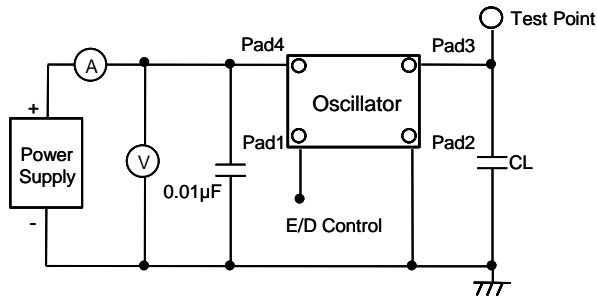 Test Point
Pad4
Pad3
A
Oscillator
+
Power
Supply
-
V
0.01µF
Pad1
Pad2
CL
E/D Control